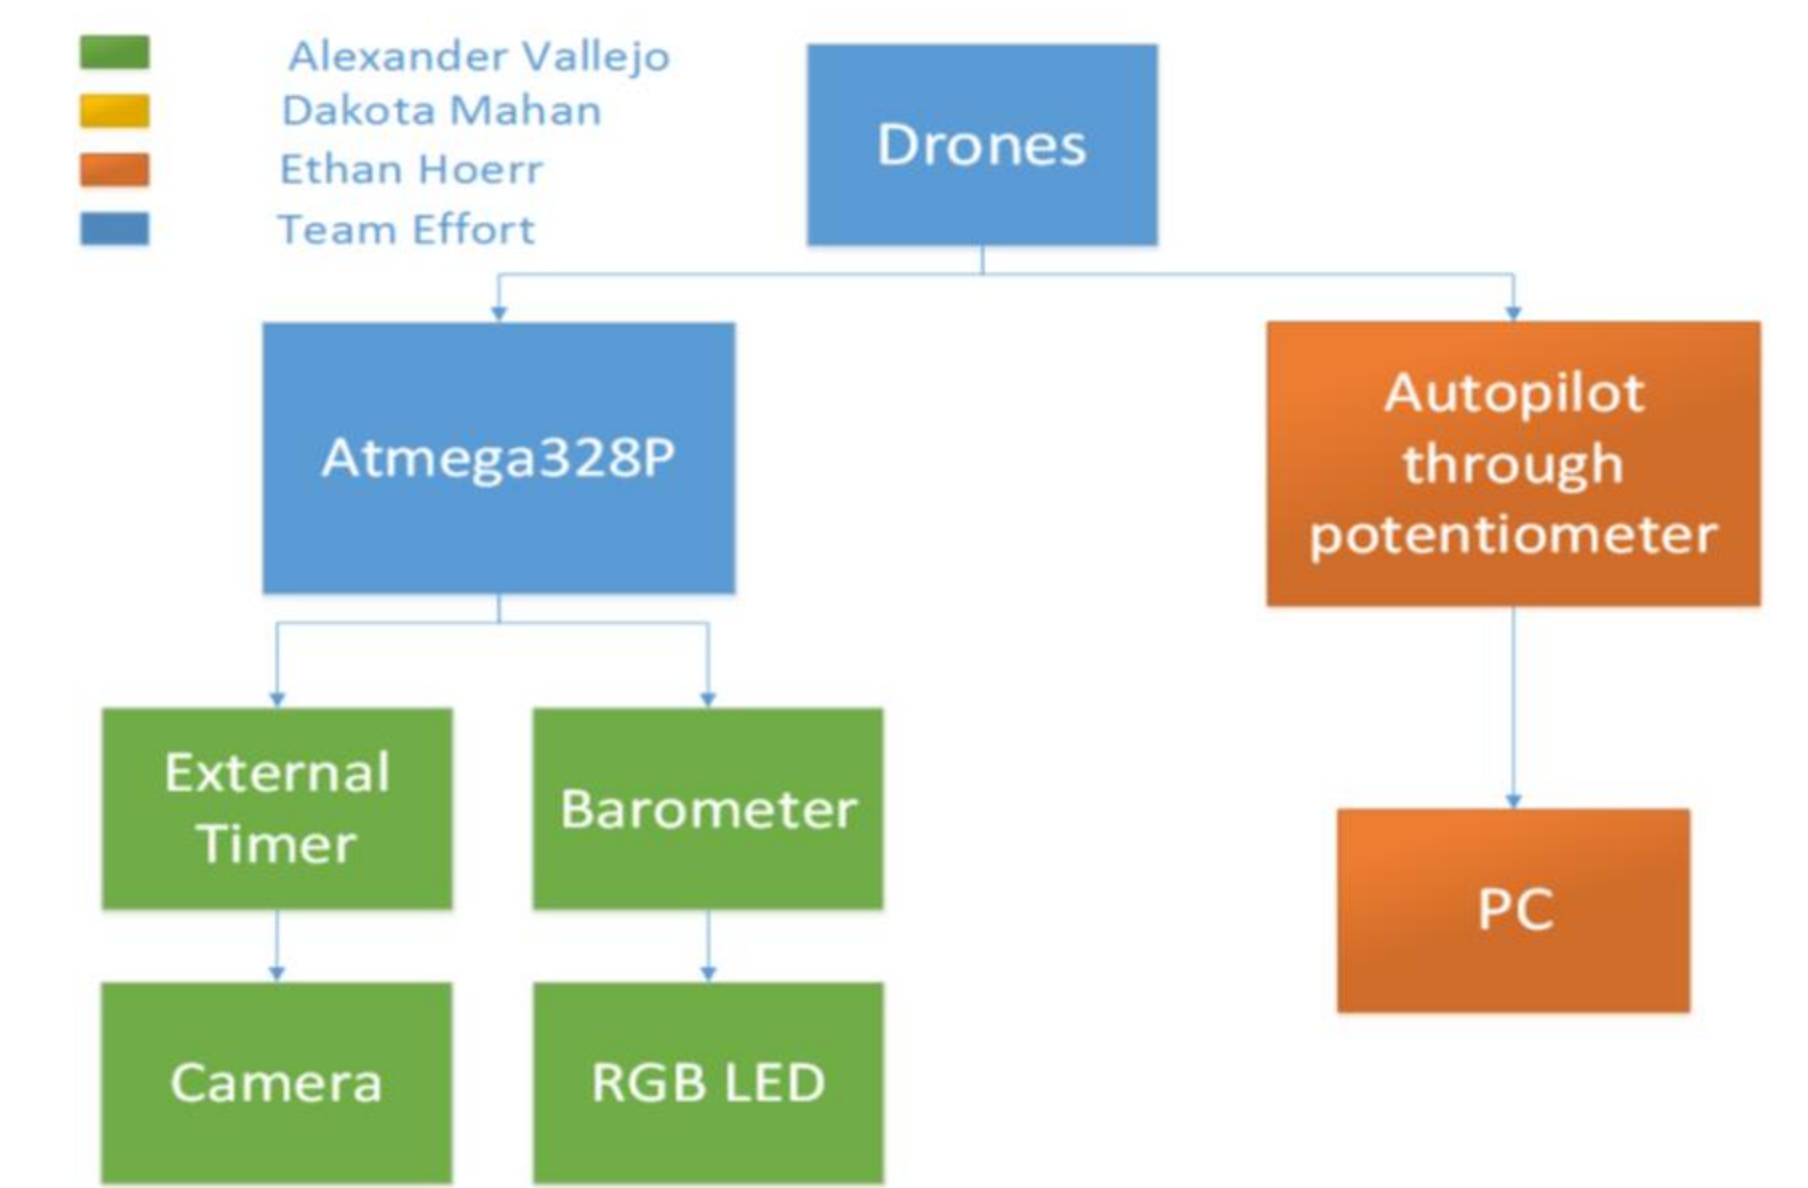 Alexander Vallejo
Dakota Mahan
Ethan Hoerr
Team Effort
Drones
Atmega328P
Autopilot
through
potentiometer
External
Timer
Barometer
PC
Camera
RGB LED